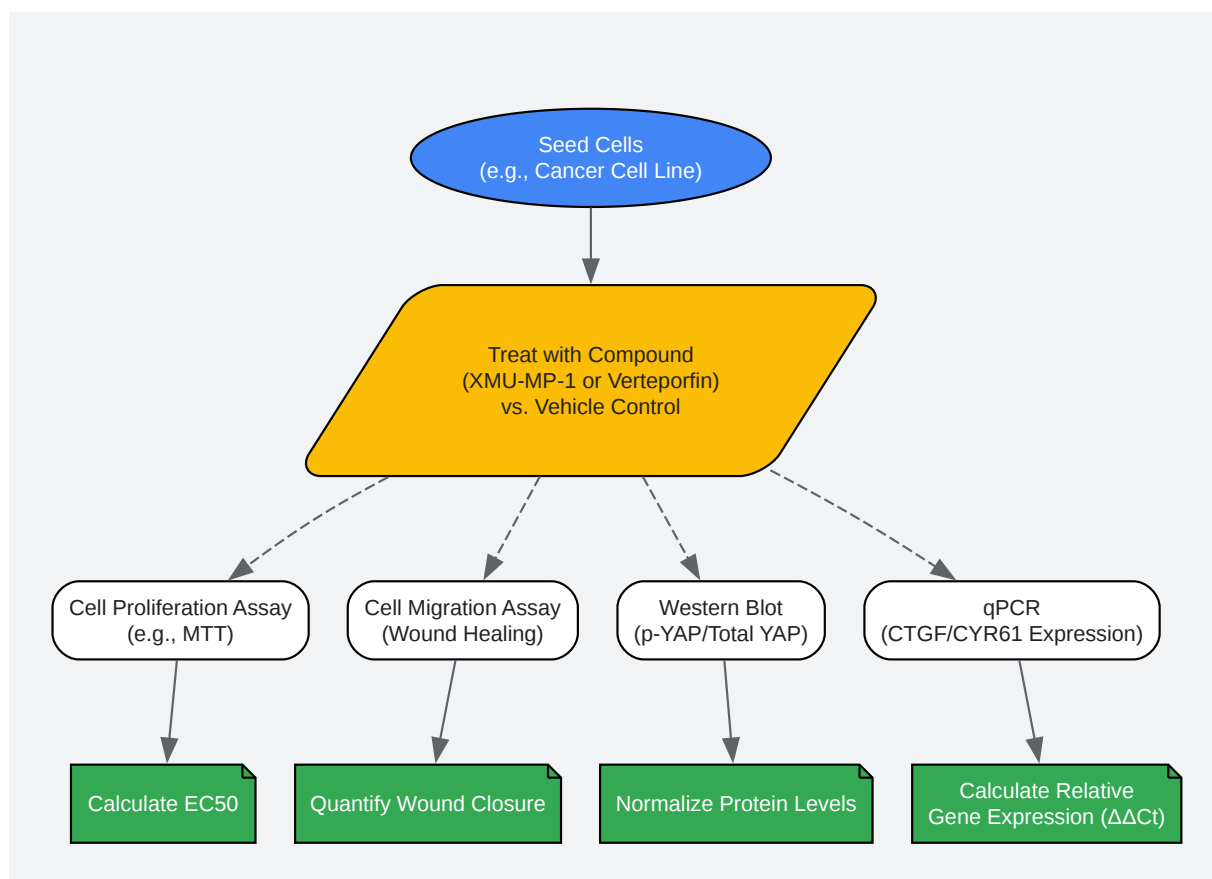 Seed Cells
(e.g., Cancer Cell Line)
Treat with Compound
(XMU-MP-1 or Verteporfin)
vs. Vehicle Control
Cell Proliferation Assay
(e.g., MTT)
Cell Migration Assay
(Wound Healing)
Western Blot
(p-YAP/Total YAP)
qPCR
(CTGF/CYR61 Expression)
Calculate EC50
Quantify Wound Closure
Normalize Protein Levels
Calculate Relative
Gene Expression (ΔΔCt)